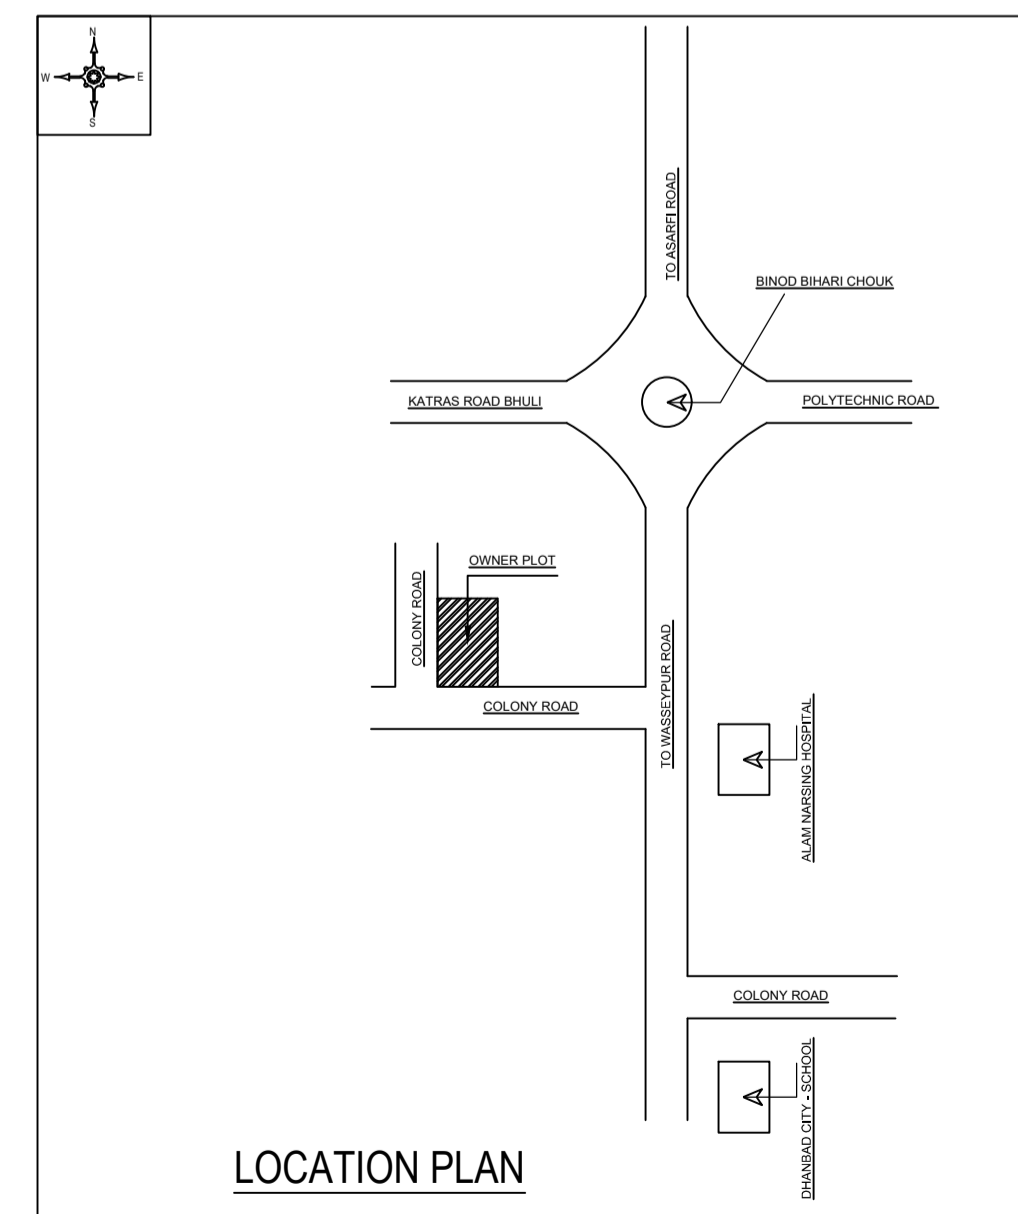 N
W
E
S
TO ASARFI ROAD
BINOD BIHARI CHOUK
KATRAS ROAD BHULI
POLYTECHNIC ROAD
OWNER PLOT
COLONY ROAD
COLONY ROAD
TO WASSEYPUR ROAD
ALAM NARSING HOSPITAL
COLONY ROAD
DHANBAD CITY - SCHOOL
LOCATION PLAN